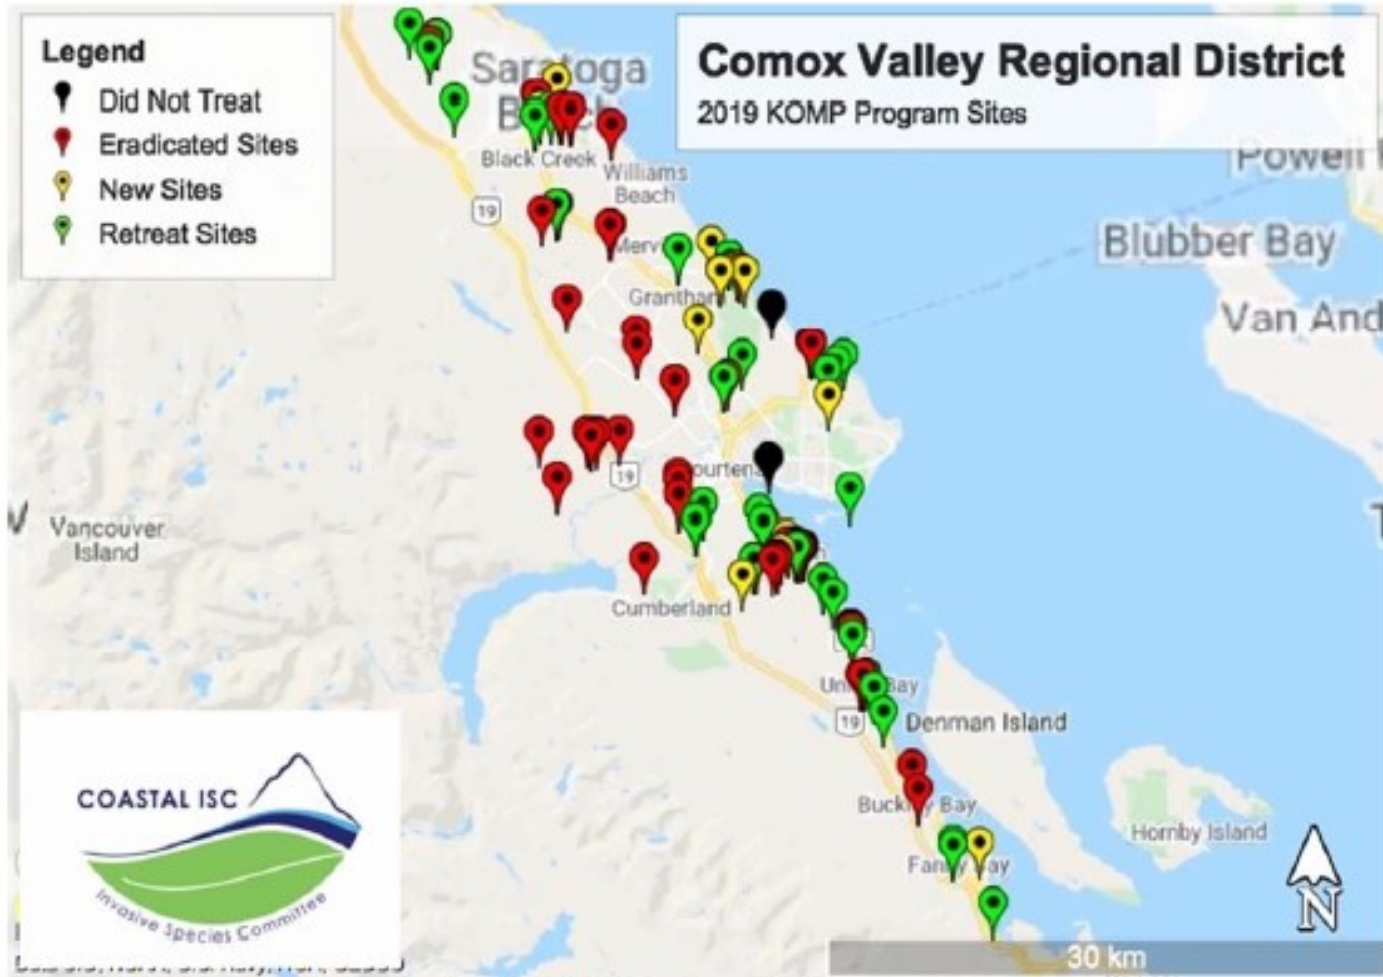 Legend
Did Not Treat
Eradicated Sites
New Sites
Retreat Sites
Comox Valley Regional District
2019 KOMP Program Sites
Saratoga
Black Creek
Williams
Beach
19
Powell
Blubber Bay
Van And
19
Vancouver
Island
Cumberland
19
Denman Island
Bay
Hornby Island
COASTAL ISC
Invasive Species Committee
N
30 km